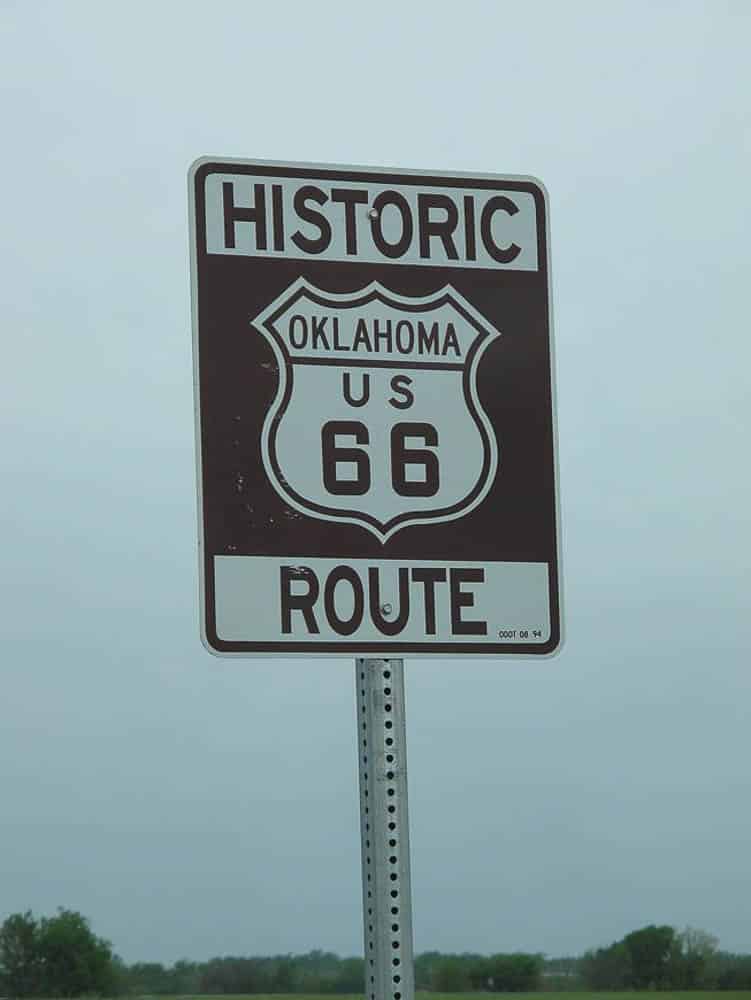 HISTORIC
OKLAHOMA
US
66
ROUTE
ODOT 08 94